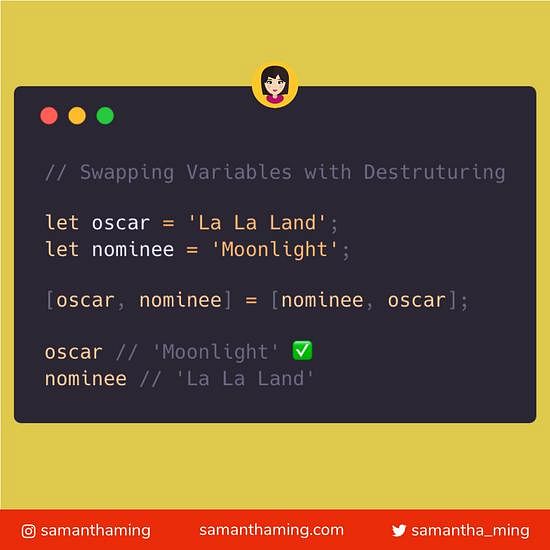 // Swapping Variables with Destruturing
let oscar = 'La La Land';
let nominee = 'Moonlight';
[oscar, nominee] = [nominee, oscar];
oscar // 'Moonlight' ✅
nominee // 'La La Land'
samanthaming samanthaming.com samantha_ming